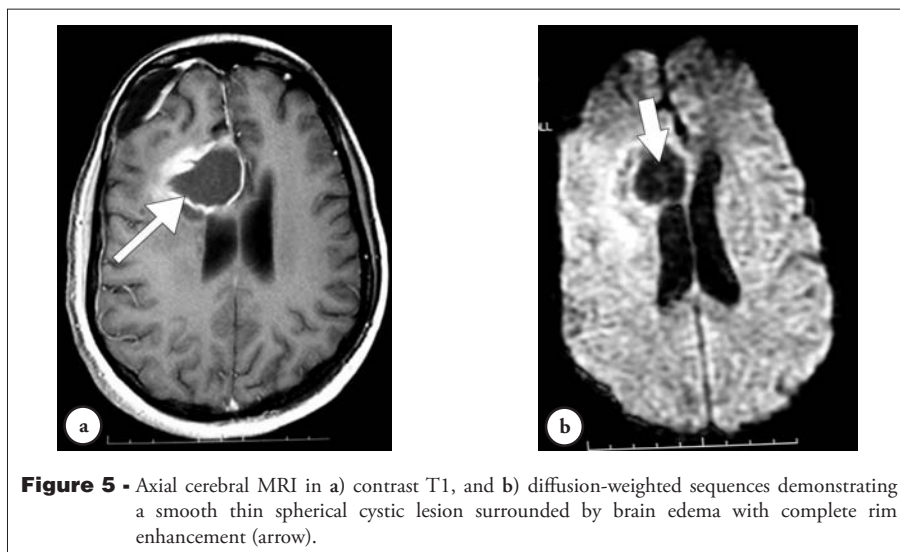 LL
a
b
Figure 5 - Axial cerebral MRI in a) contrast T1, and b) diffusion-weighted sequences demonstrating
a smooth thin spherical cystic lesion surrounded by brain edema with complete rim
enhancement (arrow).